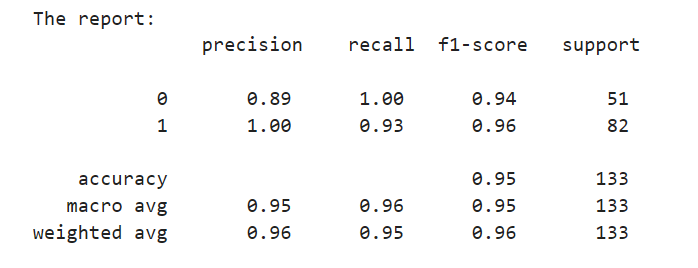 The report:
precision recall f1-score support
0 0.89 1.00 0.94 51
1 1.00 0.93 0.96 82
accuracy 0.95 133
macro avg 0.95 0.96 0.95 133
weighted avg 0.96 0.95 0.96 133